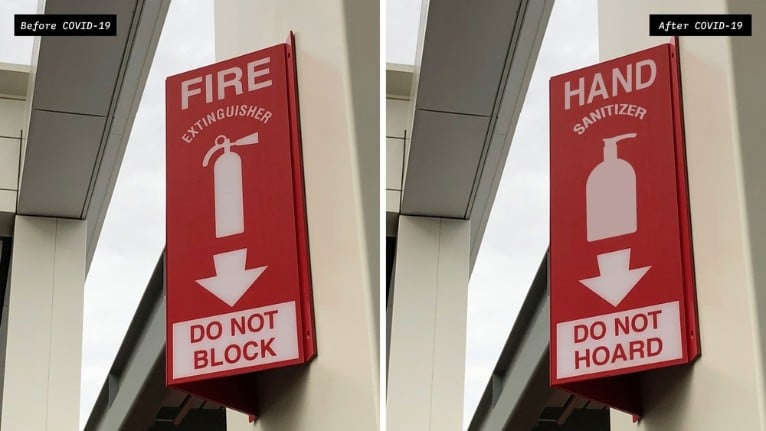 Before COVID-19
FIRE
EXTINGUISHER
DO NOT
BLOCK
After COVID-19
HAND
SANITIZER
DO NOT
HOARD